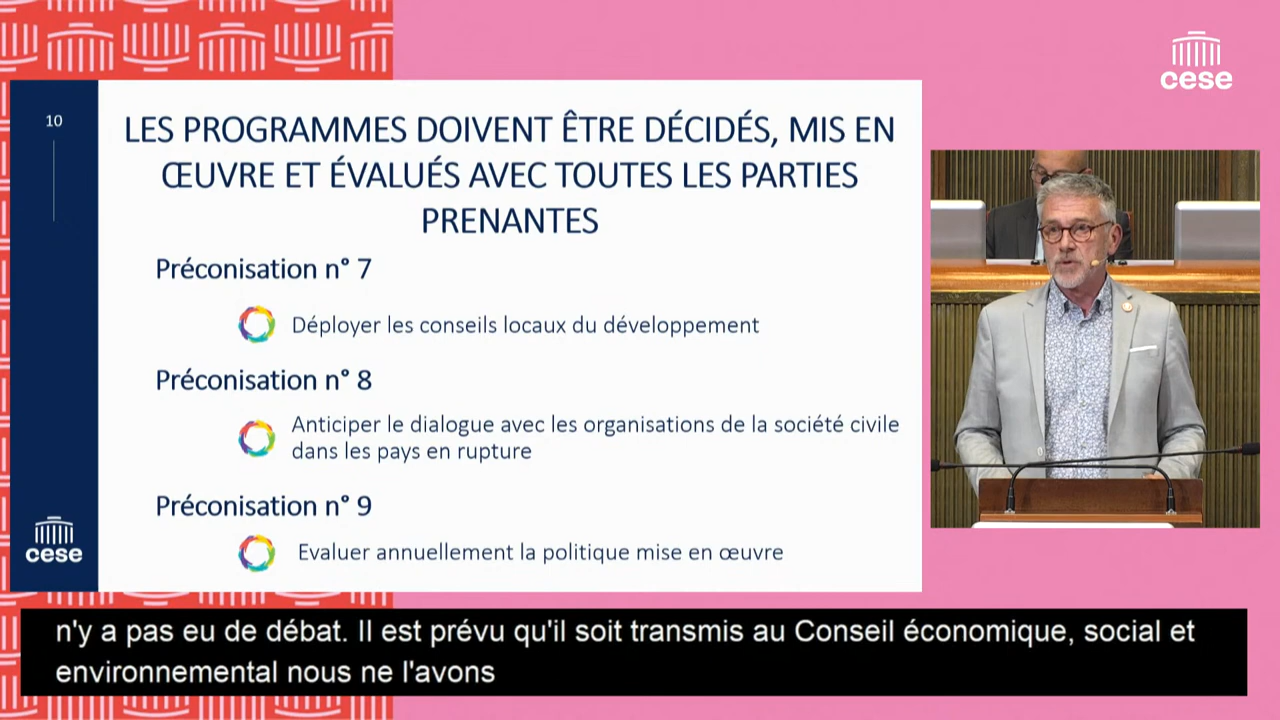 cese
10
LES PROGRAMMES DOIVENT ÊTRE DÉCIDÉS, MIS EN
ŒUVRE ET ÉVALUÉS AVEC TOUTES LES PARTIES
PRENANTES
Préconisation n° 7
Déployer les conseils locaux du développement
Préconisation n° 8
Anticiper le dialogue avec les organisations de la société civile
dans les pays en rupture
Préconisation n° 9
Evaluer annuellement la politique mise en œuvre
cese
n'y a pas eu de débat. Il est prévu qu'il soit transmis au Conseil économique, social et
environnemental nous ne l'avons